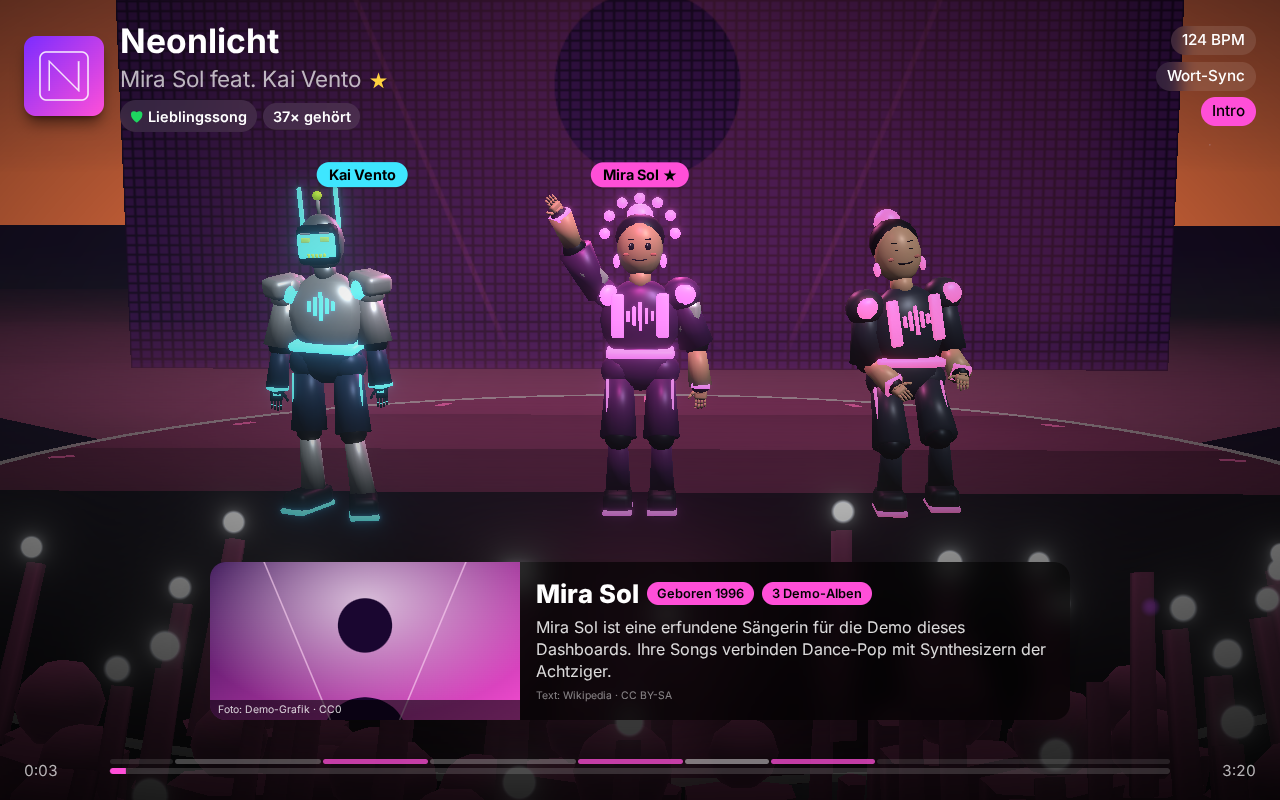 N
Neonlicht
Mira Sol feat. Kai Vento ★
Lieblingssong
37× gehört
124 BPM
Wort-Sync
Intro
Kai Vento
Mira Sol ★
Mira Sol
Geboren 1996
3 Demo-Alben
Mira Sol ist eine erfundene Sängerin für die Demo dieses
Dashboards. Ihre Songs verbinden Dance-Pop mit Synthesizern der
Achtziger.
Text: Wikipedia · CC BY-SA
Foto: Demo-Grafik · CC0
0:03
3:20